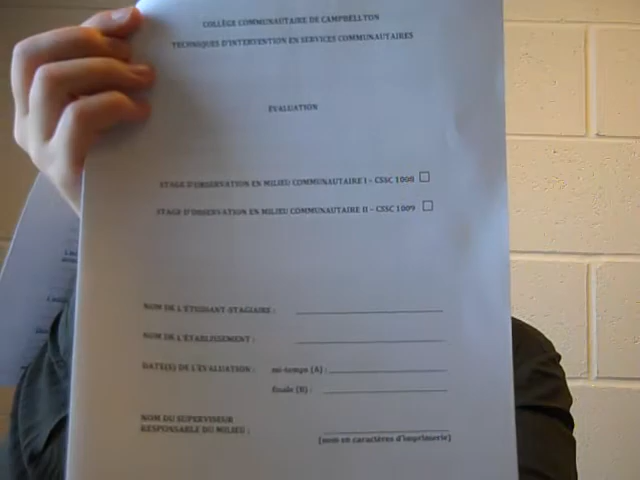 COLLÈGE COMMUNAUTAIRE DE CAMPBELLTON
TECHNIQUES D'INTERVENTION EN SERVICES COMMUNAUTAIRES
ÉVALUATION
STAGE D'OBSERVATION EN MILIEU COMMUNAUTAIRE I – CSSC 1008 ☐
STAGE D'OBSERVATION EN MILIEU COMMUNAUTAIRE II – CSSC 1009 ☐
NOM DE L'ÉTUDIANT-STAGIAIRE :
NOM DE L'ÉTABLISSEMENT :
DATE(S) DE L'ÉVALUATION : mi-temps (A) :
finale (B) :
NOM DU SUPERVISEUR
RESPONSABLE DU MILIEU :
(nom en caractères d'imprimerie)